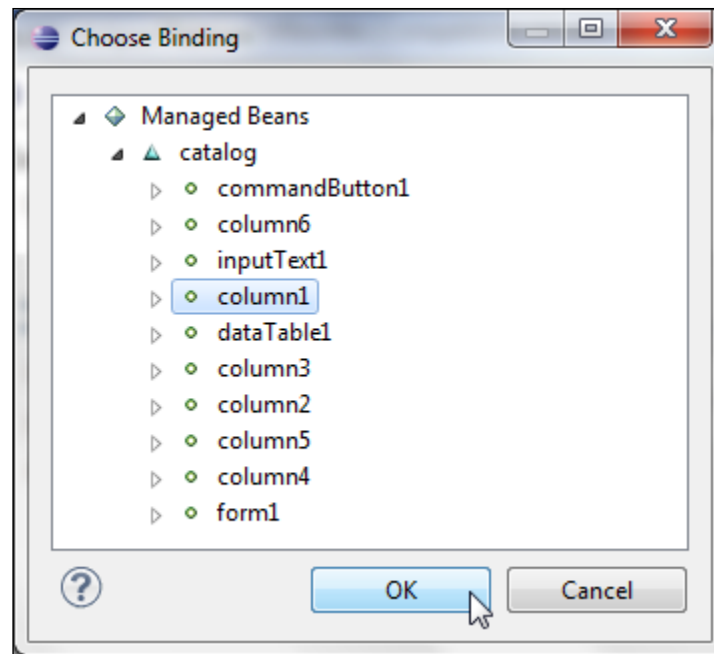 Choose Binding
Managed Beans
catalog
commandButton1
column6
inputText1
column1
dataTable1
column3
column2
column5
column4
form1
?
OK
Cancel